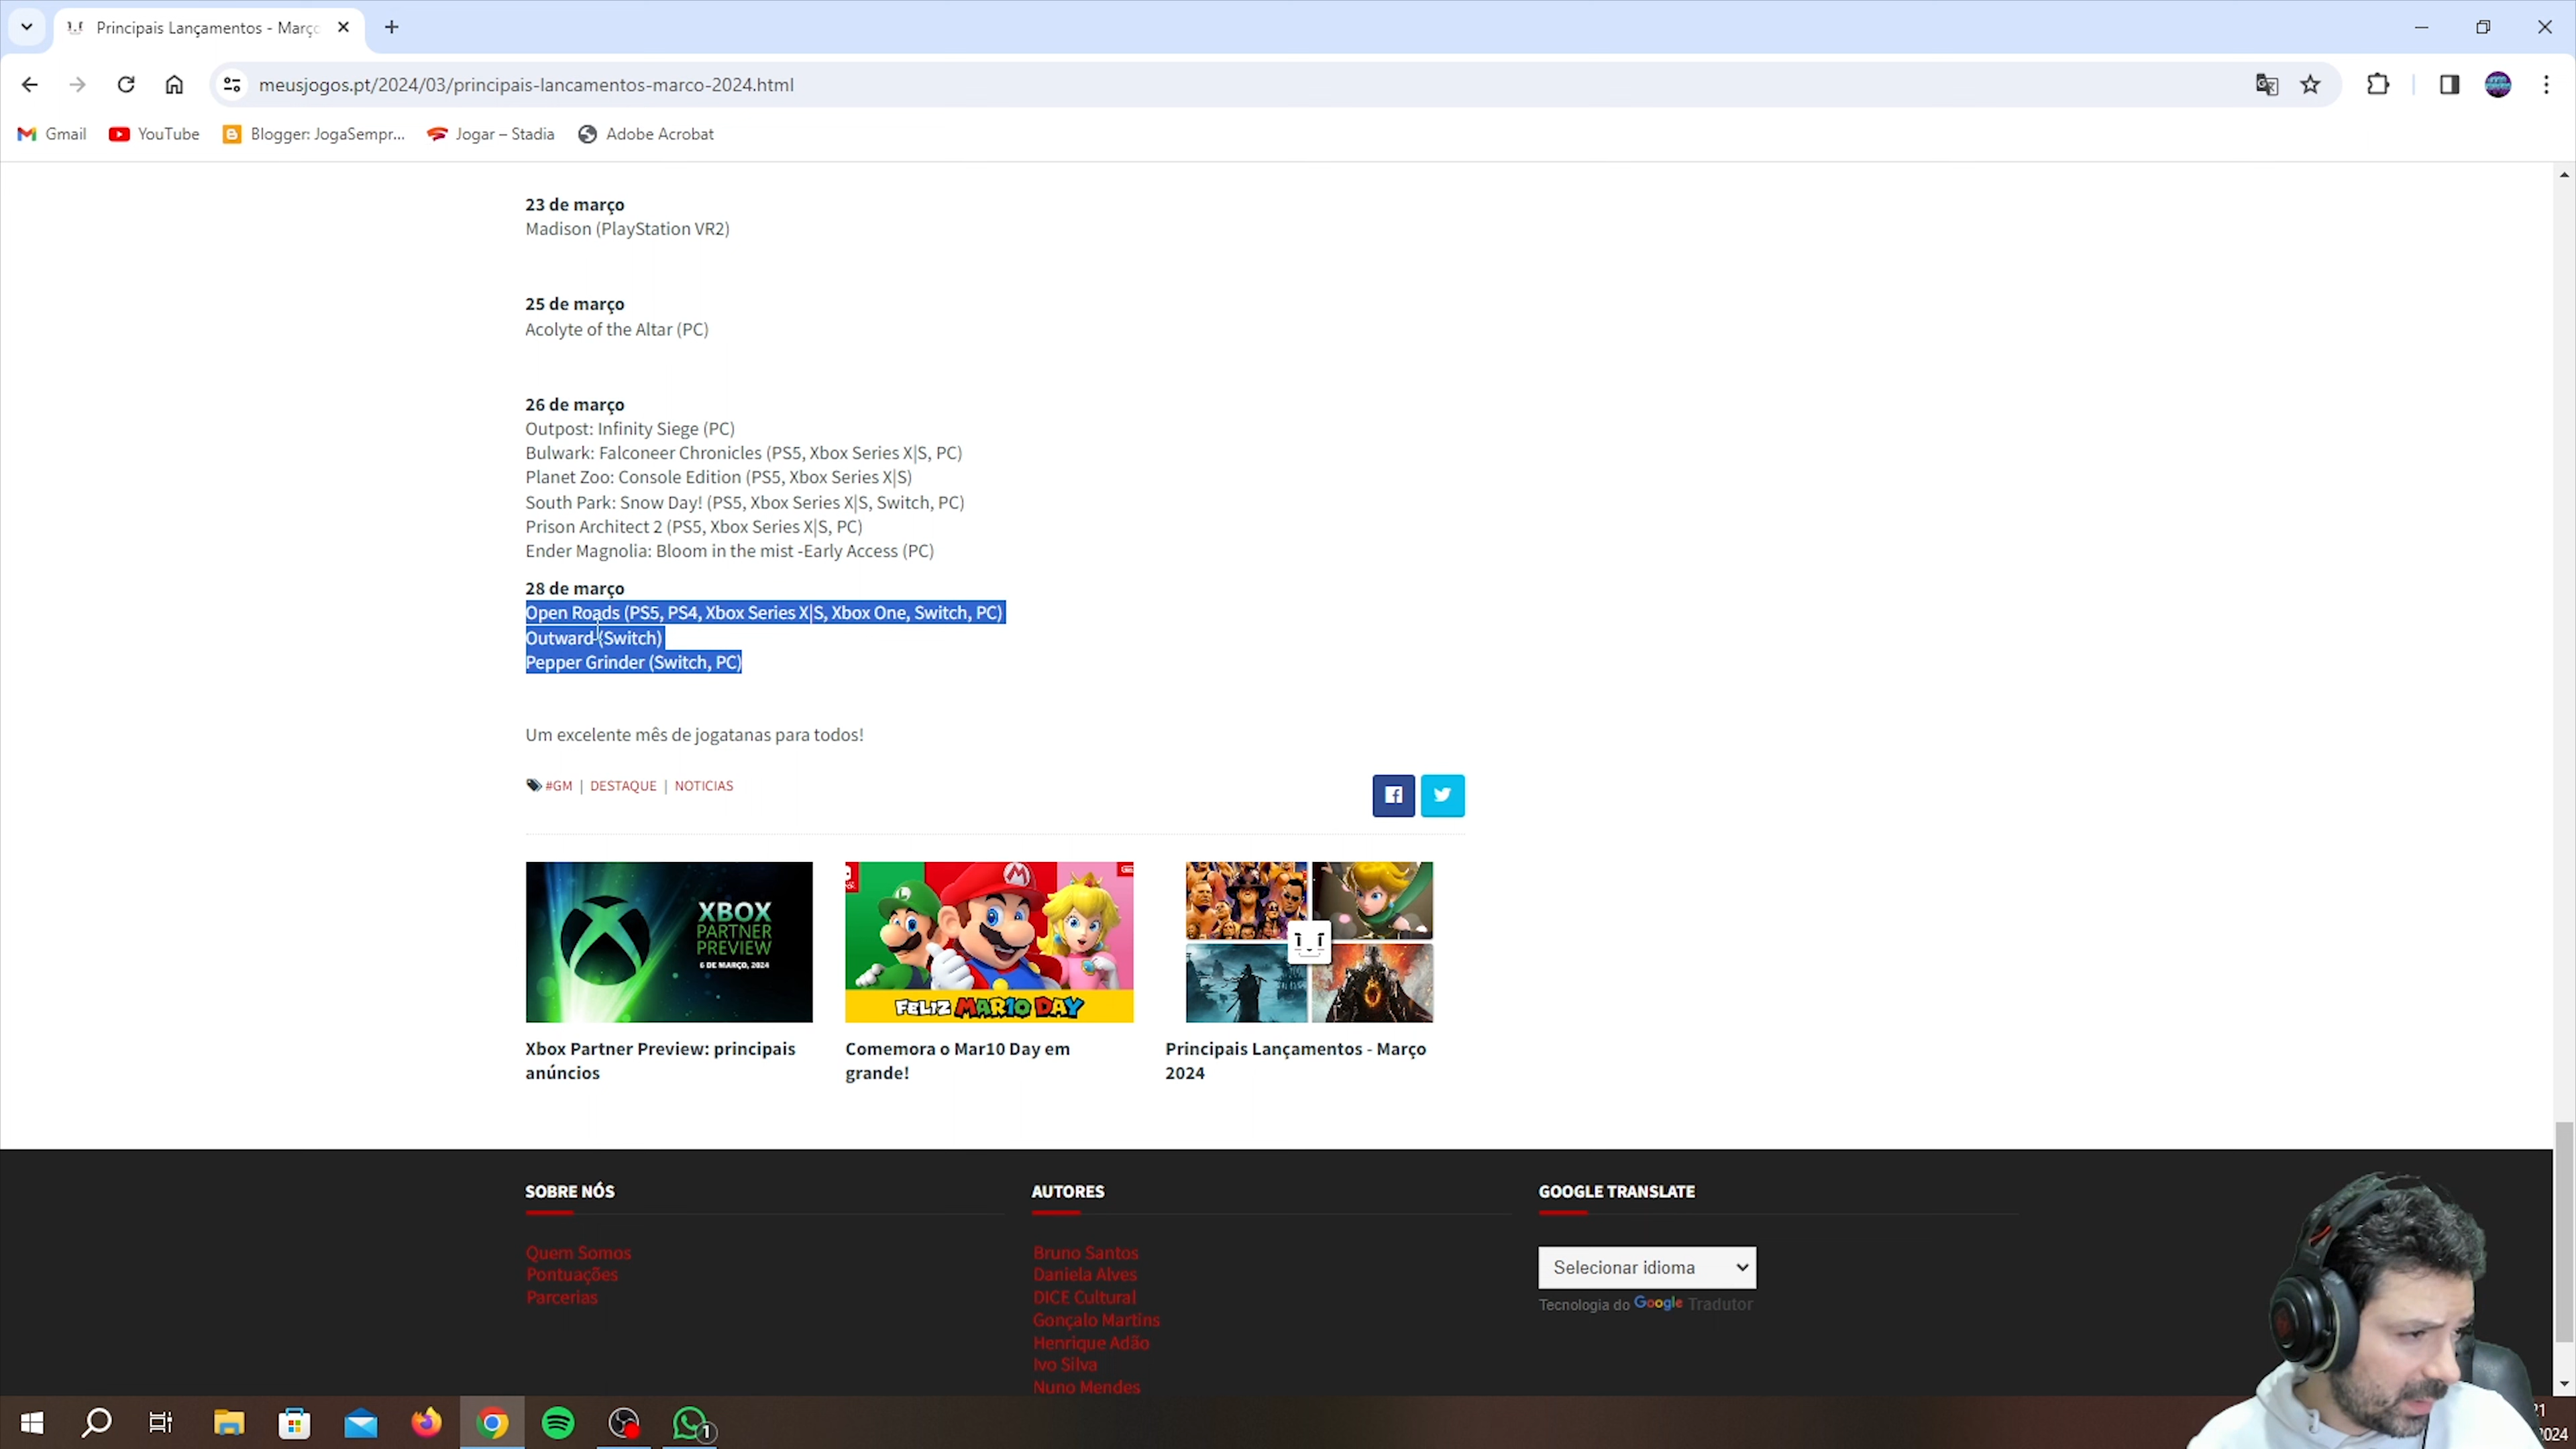 Principais Lançamentos - Março
meusjogos.pt/2024/03/principais-lancamentos-marco-2024.html
Gmail
YouTube
Blogger: JogaSempr...
Jogar – Stadia
Adobe Acrobat
23 de março
Madison (PlayStation VR2)
25 de março
Acolyte of the Altar (PC)
26 de março
Outpost: Infinity Siege (PC)
Bulwark: Falconeer Chronicles (PS5, Xbox Series X|S, PC)
Planet Zoo: Console Edition (PS5, Xbox Series X|S)
South Park: Snow Day! (PS5, Xbox Series X|S, Switch, PC)
Prison Architect 2 (PS5, Xbox Series X|S, PC)
Ender Magnolia: Bloom in the mist -Early Access (PC)
28 de março
Open Roads (PS5, PS4, Xbox Series X|S, Xbox One, Switch, PC)
Outward (Switch)
Pepper Grinder (Switch, PC)
Um excelente mês de jogatanas para todos!
#GM | DESTAQUE | NOTICIAS
XBOX
PARTNER
PREVIEW
6 DE MARÇO, 2024
FELIZ MAR10 DAY
Xbox Partner Preview: principais
anúncios
Comemora o Mar10 Day em
grande!
Principais Lançamentos - Março
2024
SOBRE NÓS
Quem Somos
Pontuações
Parcerias
AUTORES
Bruno Santos
Daniela Alves
DICE Cultural
Gonçalo Martins
Henrique Adão
Ivo Silva
Nuno Mendes
GOOGLE TRANSLATE
Selecionar idioma
Tecnologia do Google Tradutor
1
21
2024